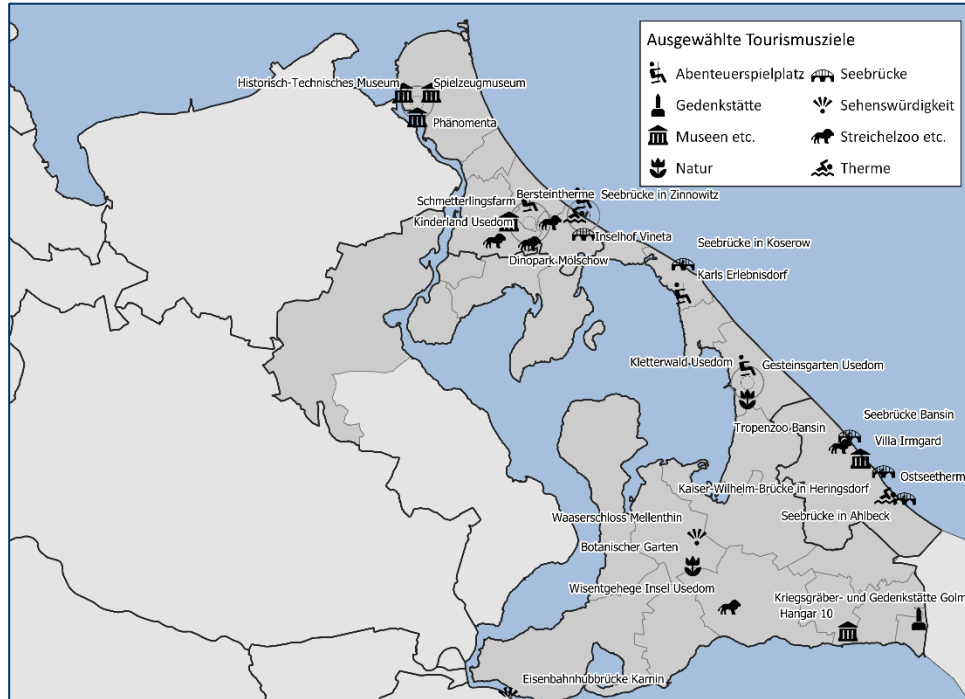 Ausgewählte Tourismusziele
Abenteuerspielplatz
Seebrücke
Gedenkstätte
Sehenswürdigkeit
Museen etc.
Streichelzoo etc.
Natur
Therme
Historisch-Technisches Museum
Spielzeugmuseum
Phänomenta
Schmetterlingsfarm
Bersteintherme
Seebrücke in Zinnowitz
Kinderland Usedom
Inselhof Vineta
Dinopark Mölschow
Seebrücke in Koserow
Karls Erlebnisdorf
Kletterwald Usedom
Gesteinsgarten Usedom
Tropenzoo Bansin
Seebrücke Bansin
Villa Irmgard
Ostseetherm
Kaiser-Wilhelm-Brücke in Heringsdorf
Seebrücke in Ahlbeck
Waaserschloss Mellenthin
Botanischer Garten
Wisentgehege Insel Usedom
Kriegsgräber- und Gedenkstätte Golm
Hangar 10
Eisenbahnhubbrücke Karnin